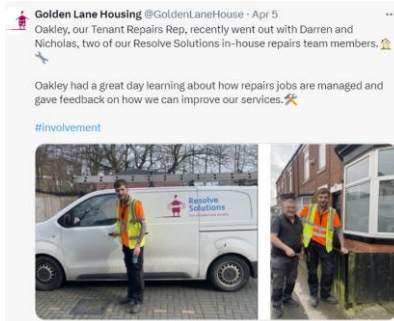 Golden Lane Housing @GoldenLaneHouse · Apr 5
Oakley, our Tenant Repairs Rep, recently went out with Darren and
Nicholas, two of our Resolve Solutions in-house repairs team members.🏠
🔧
Oakley had a great day learning about how repairs jobs are managed and
gave feedback on how we can improve our services.🛠️
#involvement
Resolve
Solutions